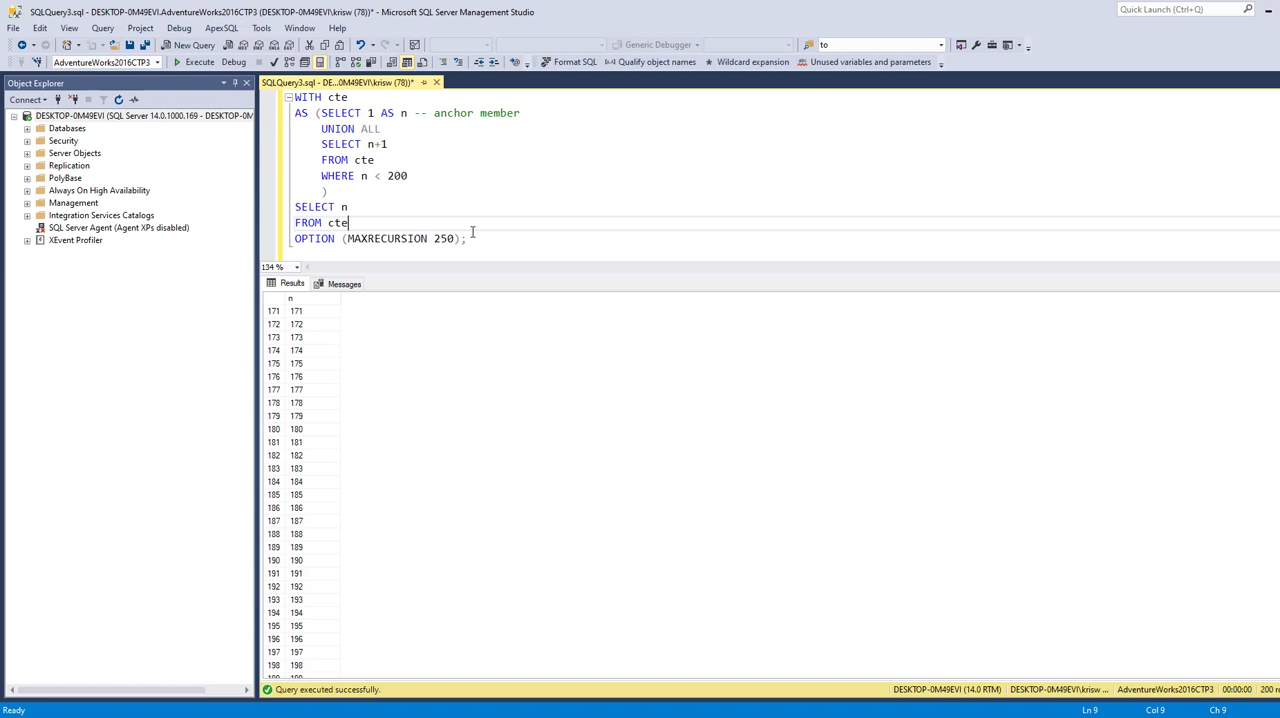 SQLQuery3.sql - DESKTOP-0M49EVI.AdventureWorks2016CTP3 (DESKTOP-0M49EVI\krisw (78))* - Microsoft SQL Server Management Studio
Quick Launch (Ctrl+Q)
File Edit View Query Project Debug ApexSQL Tools Window Help
New Query
Generic Debugger
to
AdventureWorks2016CTP3
Execute Debug
Format SQL Qualify object names Wildcard expansion Unused variables and parameters
Object Explorer
Connect
DESKTOP-0M49EVI (SQL Server 14.0.1000.169 - DESKTOP-0M
Databases
Security
Server Objects
Replication
PolyBase
Always On High Availability
Management
Integration Services Catalogs
SQL Server Agent (Agent XPs disabled)
XEvent Profiler
SQLQuery3.sql - DE...0M49EVI\krisw (78))*
WITH cte
AS (SELECT 1 AS n -- anchor member
UNION ALL
SELECT n+1
FROM cte
WHERE n < 200
)
SELECT n
FROM cte
OPTION (MAXRECURSION 250);
134 %
Results Messages
n
171 171
172 172
173 173
174 174
175 175
176 176
177 177
178 178
179 179
180 180
181 181
182 182
183 183
184 184
185 185
186 186
187 187
188 188
189 189
190 190
191 191
192 192
193 193
194 194
195 195
196 196
197 197
198 198
Query executed successfully.
DESKTOP-0M49EVI (14.0 RTM) DESKTOP-0M49EVI\krisw ... AdventureWorks2016CTP3 00:00:00 200 ro
Ready
Ln 9 Col 9 Ch 9